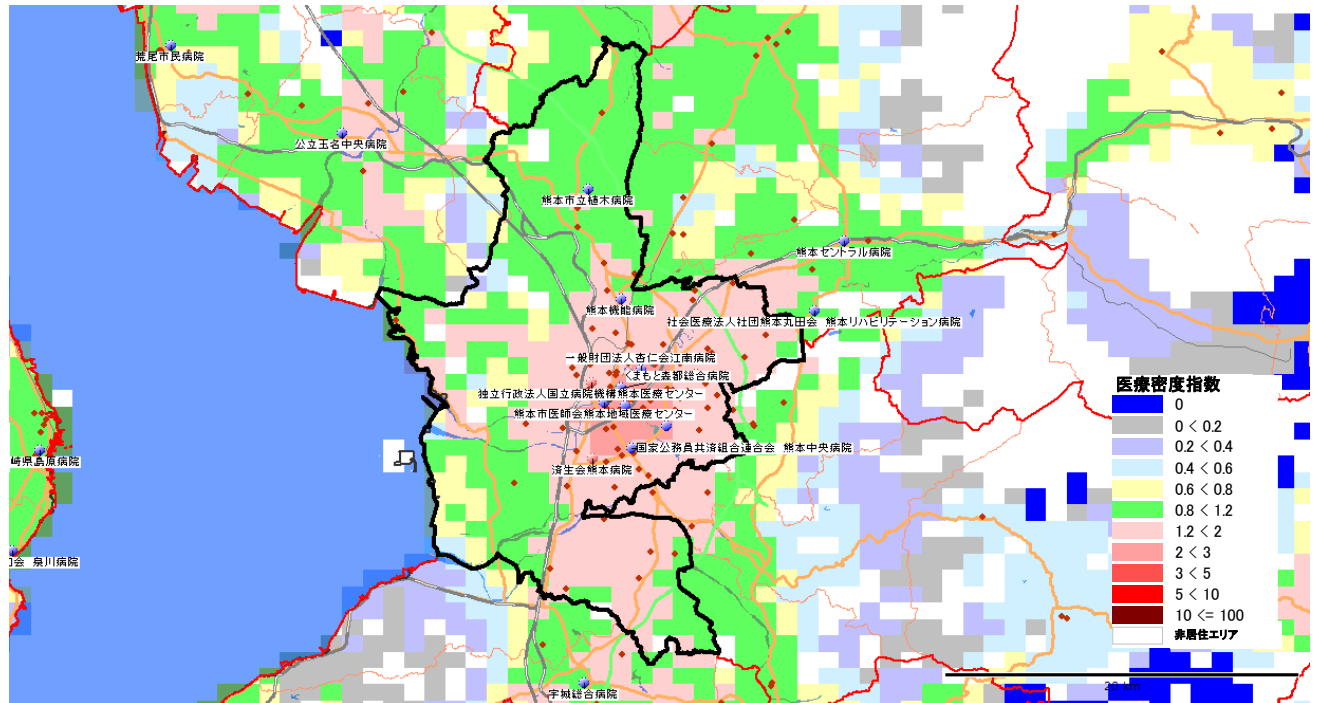 荒尾市民病院
公立玉名中央病院
熊本市立植木病院
熊本セントラル病院
熊本機能病院
社会医療法人社団熊本丸田会 熊本リハビリテーション病院
一般財団法人杏仁会江南病院
くまもと森都総合病院
独立行政法人国立病院機構熊本医療センター
熊本市医師会熊本地域医療センター
国家公務員共済組合連合会 熊本中央病院
崎県島原病院
済生会熊本病院
会 泉川病院
宇城総合病院
医療密度指数
0
0 < 0.2
0.2 < 0.4
0.4 < 0.6
0.6 < 0.8
0.8 < 1.2
1.2 < 2
2 < 3
3 < 5
5 < 10
10 <= 100
非居住エリア
20 km